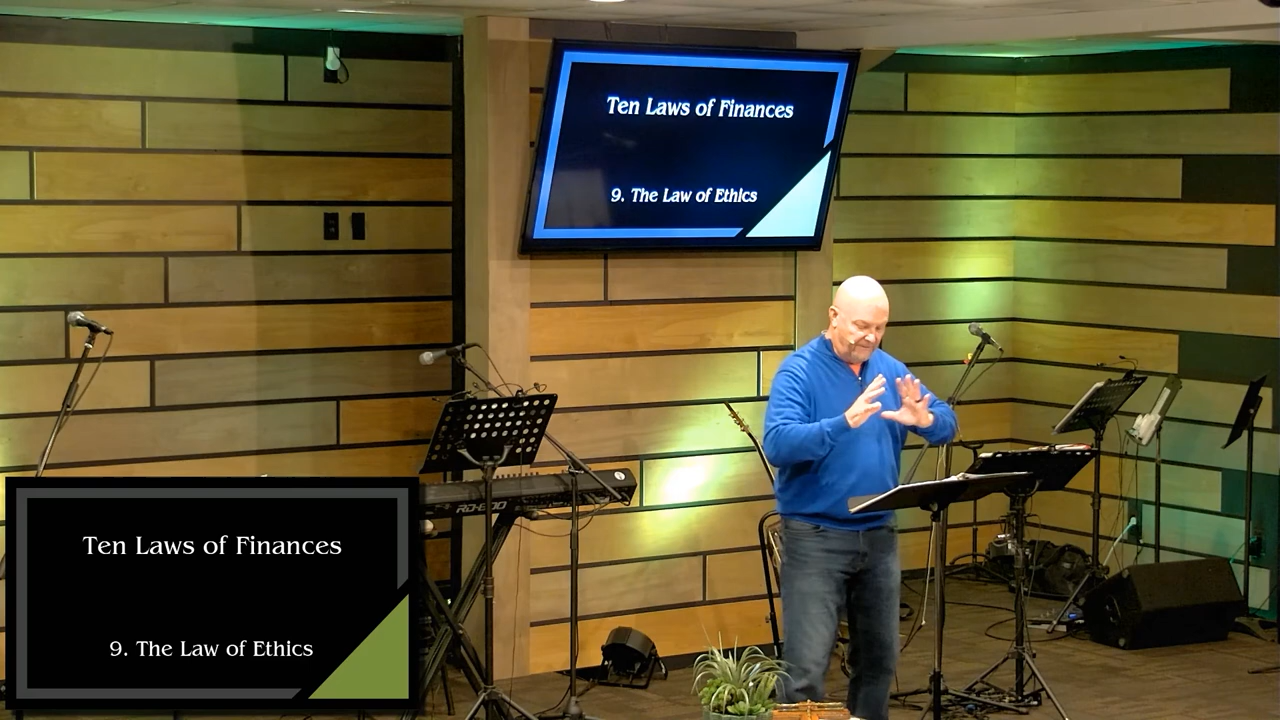 Ten Laws of Finances
9. The Law of Ethics
RD-800
Ten Laws of Finances
9. The Law of Ethics